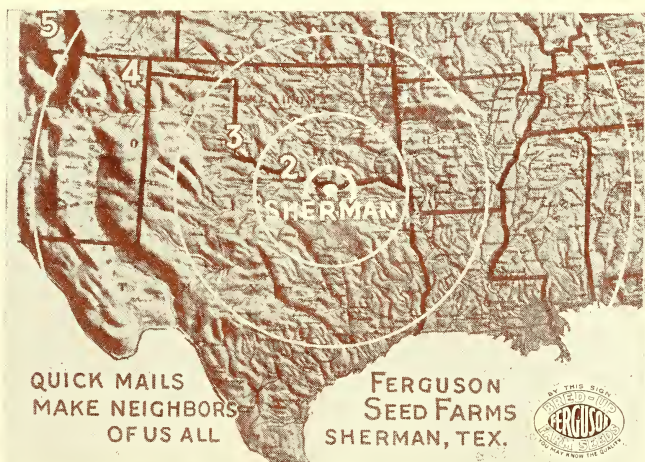 5
4
3
2
SHERMAN
QUICK MAILS
MAKE NEIGHBORS
OF US ALL
FERGUSON
SEED FARMS
SHERMAN, TEX.
BY THIS SIGN
BRED-UP
FERGUSON
FARM SEEDS
YOU MAY KNOW THE QUALITY